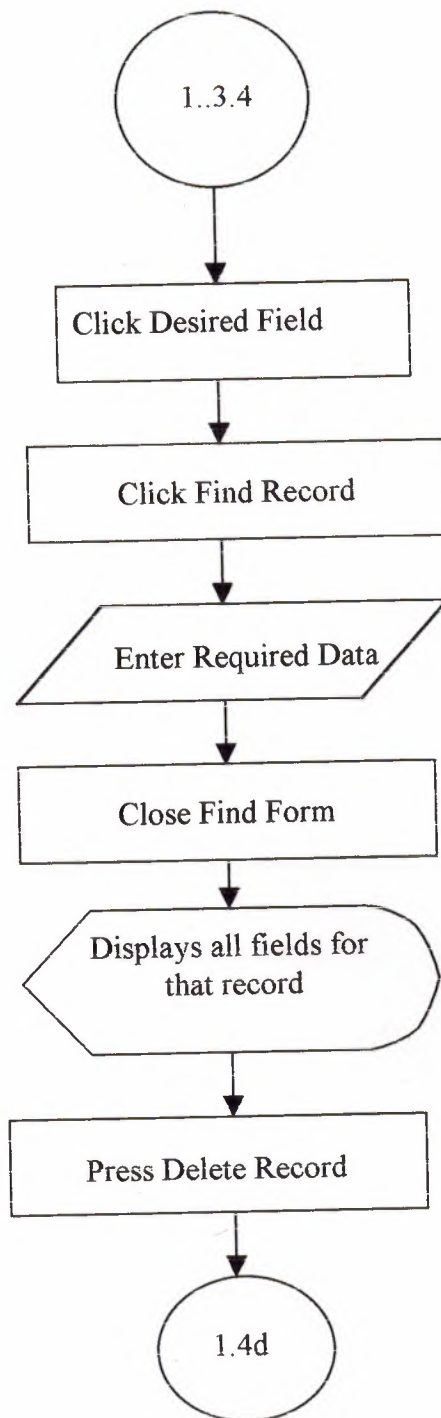 1..3.4
Click Desired Field
Click Find Record
Enter Required Data
Close Find Form
Displays all fields for
that record
Press Delete Record
1.4d